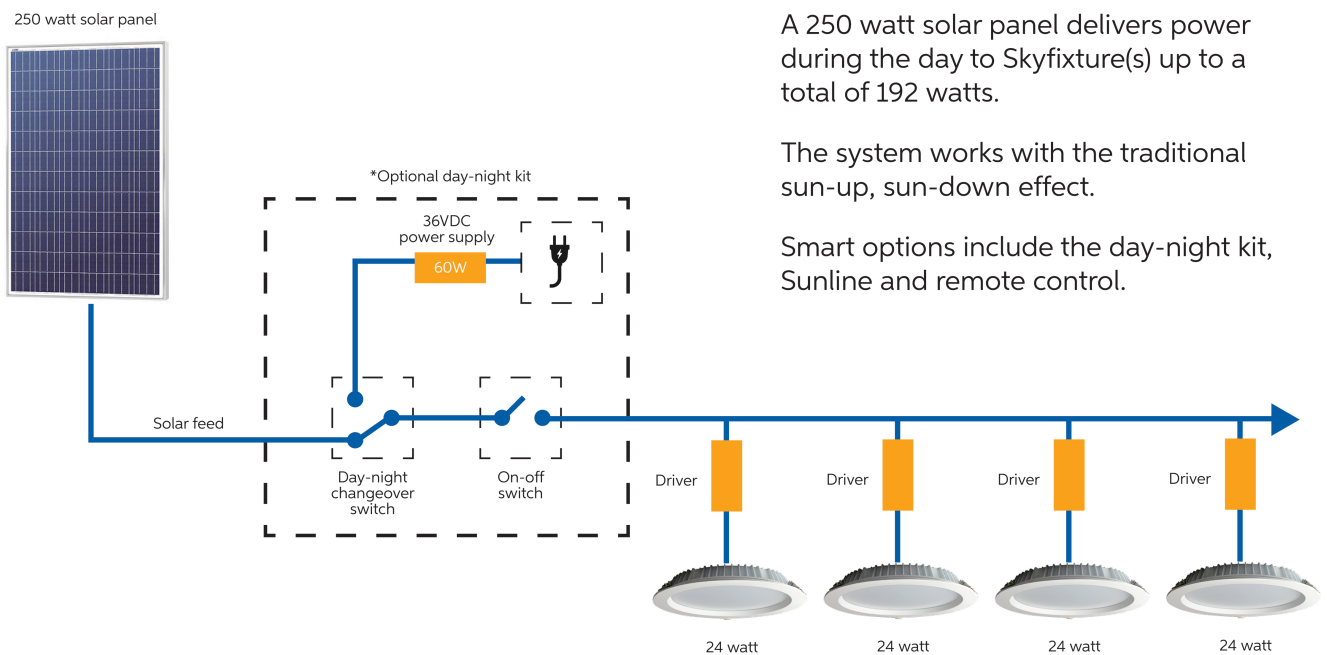 250 watt solar panel
A 250 watt solar panel delivers power
during the day to Skyfixture(s) up to a
total of 192 watts.
The system works with the traditional
sun-up, sun-down effect.
Smart options include the day-night kit,
Sunline and remote control.
*Optional day-night kit
36VDC
power supply
60W
Solar feed
Day-night
changeover
switch
On-off
switch
Driver
Driver
Driver
Driver
24 watt
24 watt
24 watt
24 watt